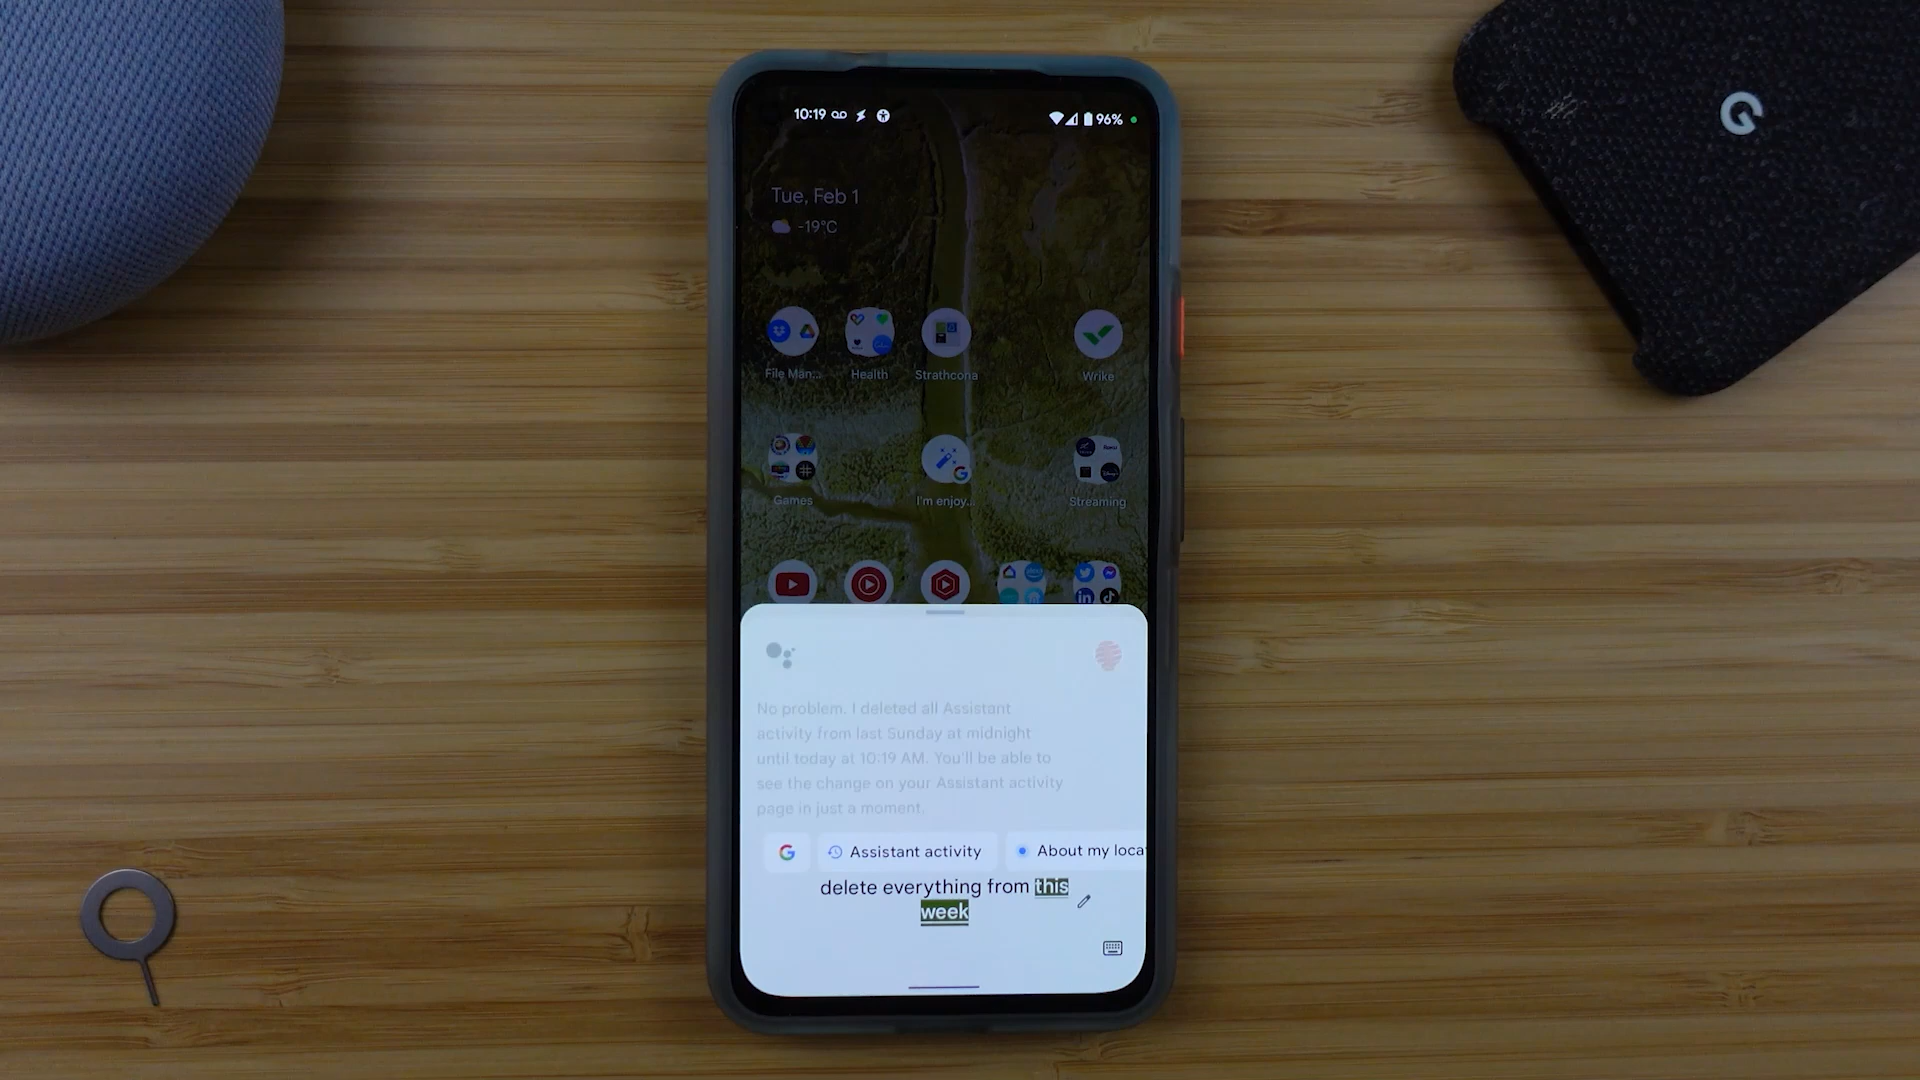 10:19
96%
Tue, Feb 1
-19°C
File Man...
Health
Strathcona
Wrike
Games
I'm enjoy...
Streaming
No problem. I deleted all Assistant
activity from last Sunday at midnight
until today at 10:19 AM. You'll be able to
see the change on your Assistant activity
page in just a moment.
Assistant activity
About my loca
delete everything from this
week